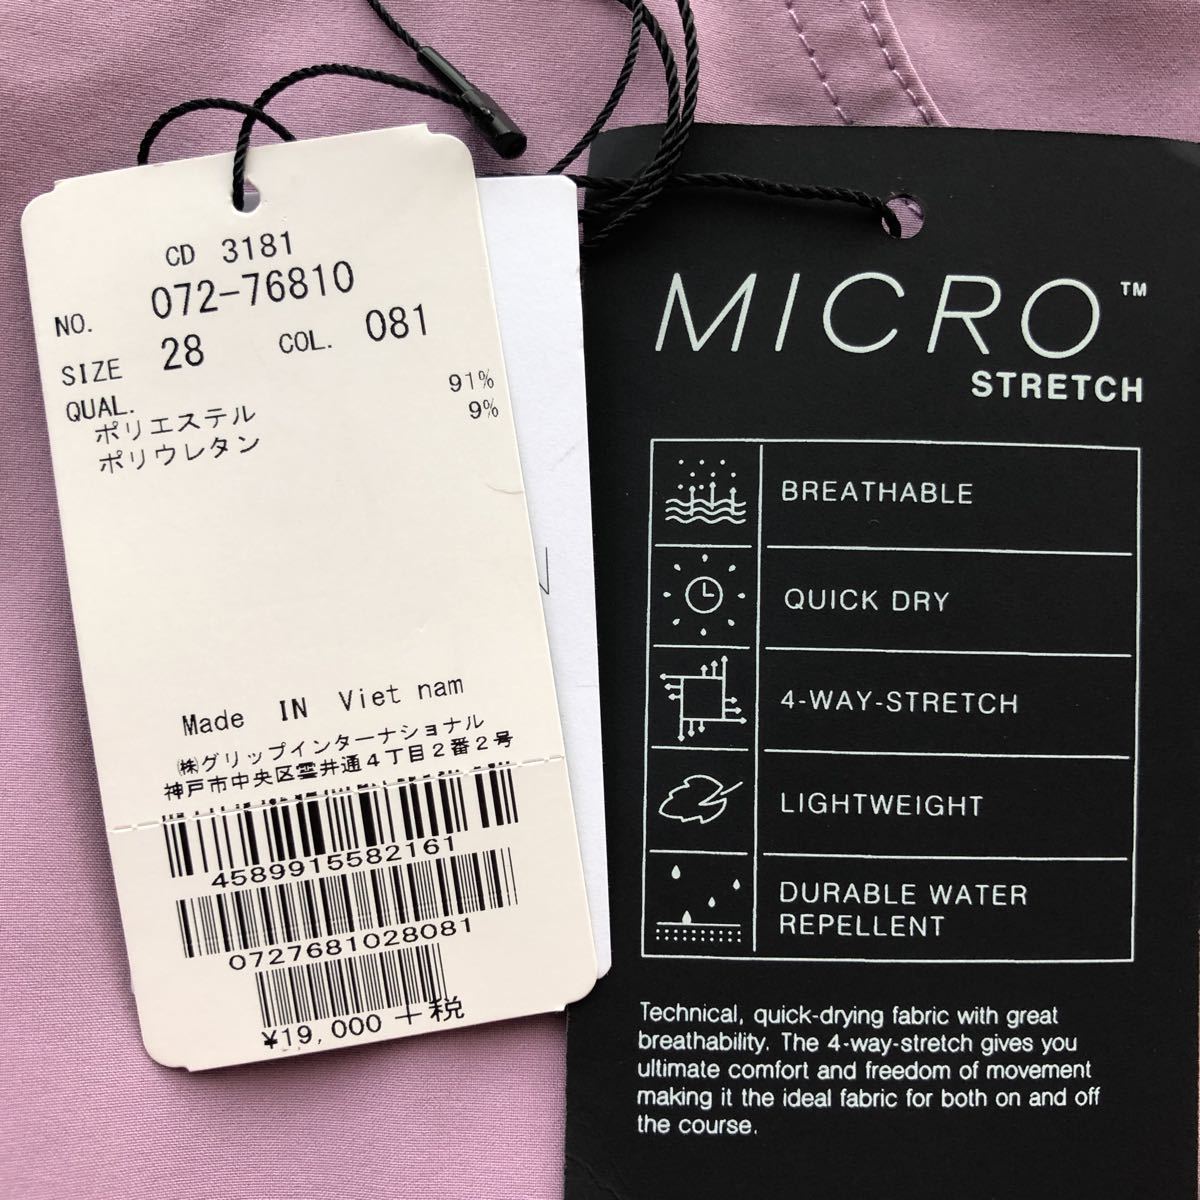 CD 3181
NO. 072-76810
SIZE 28 COL. 081
QUAL. 91%
ポリエステル 9%
ポリウレタン
Made IN Viet nam
㈱グリップインターナショナル
神戸市中央区雲井通4丁目2番2号
4589915582161
0727681028081
¥19,000 +税
MICRO™
STRETCH
BREATHABLE
QUICK DRY
4-WAY-STRETCH
LIGHTWEIGHT
DURABLE WATER
REPELLENT
Technical, quick-drying fabric with great
breathability. The 4-way-stretch gives you
ultimate comfort and freedom of movement
making it the ideal fabric for both on and off
the course.